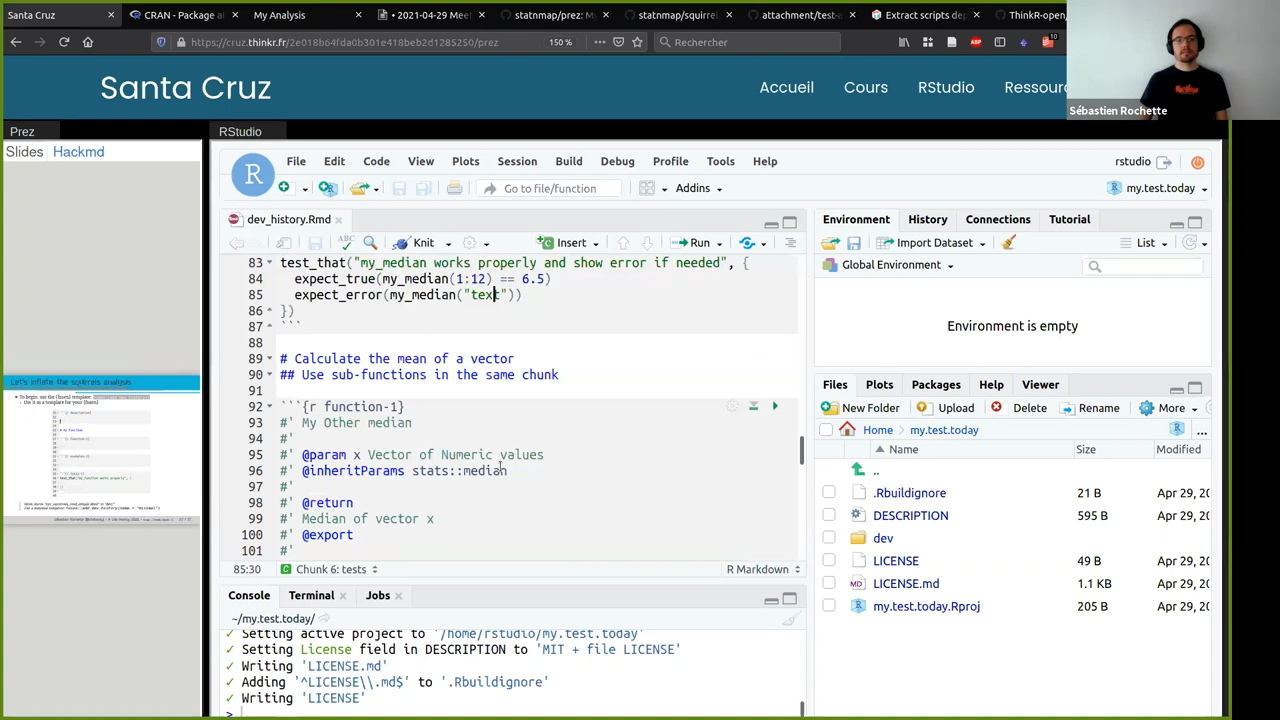 Santa Cruz
CRAN - Package a
My Analysis
• 2021-04-29 Mee
statnmap/prez: My
statnmap/squirrel
attachment/test-a
Extract scripts dep
ThinkR-open/
https://cruz.thinkr.fr/2e018b64fda0b301e418beb2d1285250/prez
150 %
Rechercher
ABP
10
Santa Cruz
Accueil
Cours
RStudio
Ressour
Sébastien Rochette
Prez
RStudio
Slides
Hackmd
R
File
Edit
Code
View
Plots
Session
Build
Debug
Profile
Tools
Help
rstudio
Go to file/function
Addins
my.test.today
dev_history.Rmd
ABC
Knit
Insert
Run
83 test_that("my_median works properly and show error if needed", {
84 expect_true(my_median(1:12) == 6.5)
85 expect_error(my_median("text"))
86 })
87 ```
88
89 # Calculate the mean of a vector
90 ## Use sub-functions in the same chunk
91
92 ```{r function-1}
93 #' My Other median
94 #'
95 #' @param x Vector of Numeric values
96 #' @inheritParams stats::median
97 #'
98 #' @return
99 #' Median of vector x
100 #' @export
101 #'
85:30
Chunk 6: tests
R Markdown
Console
Terminal
Jobs
~/my.test.today/
✓ Setting active project to '/home/rstudio/my.test.today'
✓ Setting License field in DESCRIPTION to 'MIT + file LICENSE'
✓ Writing 'LICENSE.md'
✓ Adding '^LICENSE\\.md$' to '.Rbuildignore'
✓ Writing 'LICENSE'
>
Environment
History
Connections
Tutorial
Import Dataset
List
Global Environment
Environment is empty
Files
Plots
Packages
Help
Viewer
New Folder
Upload
Delete
Rename
More
Home
my.test.today
...
Name
Size
Modified
..
.Rbuildignore
21 B
Apr 29, 20
DESCRIPTION
595 B
Apr 29, 20
dev
LICENSE
49 B
Apr 29, 20
LICENSE.md
1.1 KB
Apr 29, 20
my.test.today.Rproj
205 B
Apr 29, 20
Let's inflate the squirrels analysis